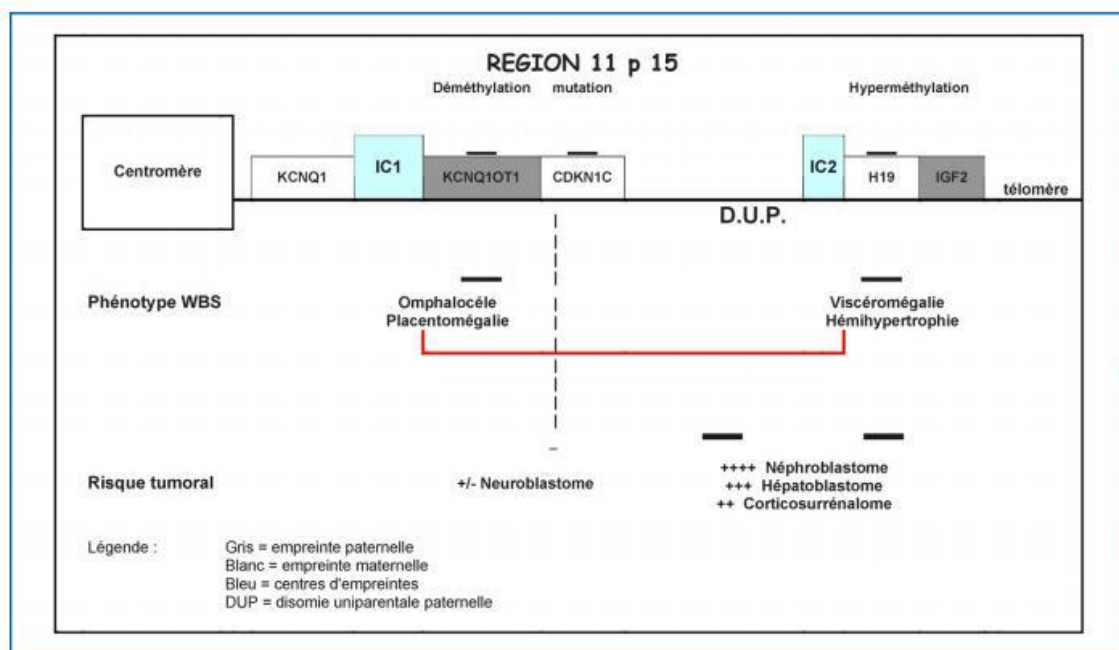 REGION 11 p 15
Déméthylation mutation Hyperméthylation
Centromère
KCNQ1 IC1 KCNQ1OT1 CDKN1C IC2 H19 IGF2 télomère
D.U.P.
Phénotype WBS
Omphalocéle
Placentomégalie
Viscéromégalie
Hémihypertrophie
Risque tumoral
+/- Neuroblastome
++++ Néphroblastome
+++ Hépatoblastome
++ Corticosurrénalome
Légende :
Gris = empreinte paternelle
Blanc = empreinte maternelle
Bleu = centres d'empreintes
DUP = disomie uniparentale paternelle